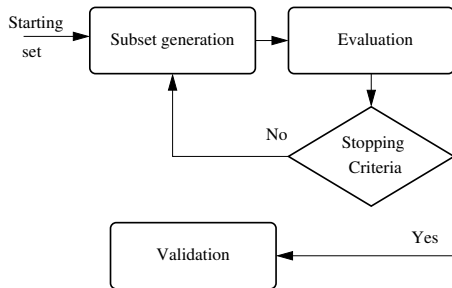 Starting
set
Subset generation
Evaluation
No
Stopping
Criteria
Validation
Yes